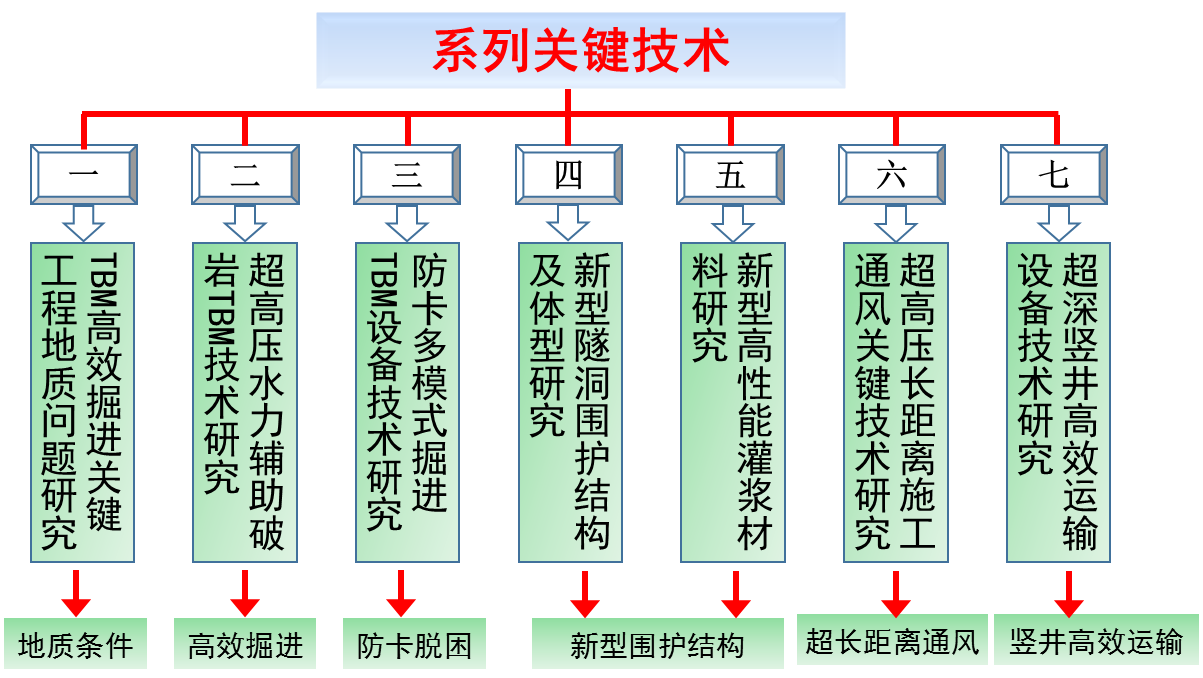 系列关键技术
一
二
三
四
五
六
七
TBM高效掘进关键
工程地质问题研究
超高压水力辅助破
岩TBM技术研究
防卡多模式掘进
TBM设备技术研究
新型隧洞围护结构
及体型研究
新型高性能灌浆材
料研究
超高压长距离施工
通风关键技术研究
超深竖井高效运输
设备技术研究
地质条件
高效掘进
防卡脱困
新型围护结构
超长距离通风
竖井高效运输